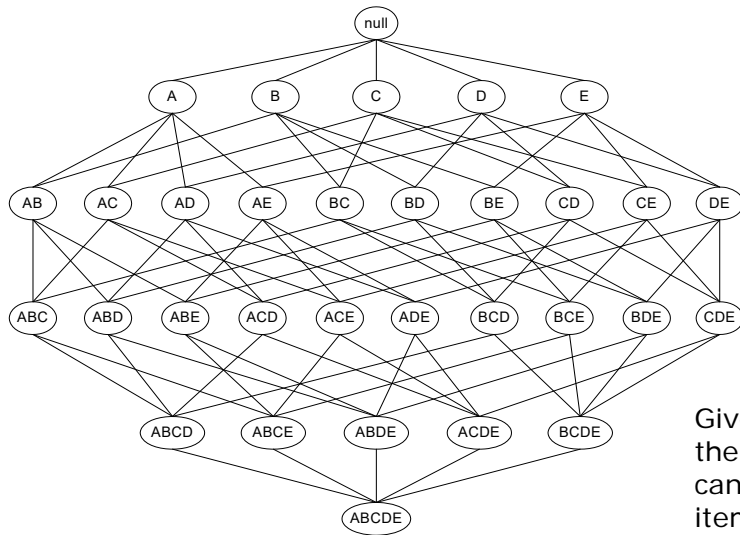 null
A B C D E
AB AC AD AE BC BD BE CD CE DE
ABC ABD ABE ACD ACE ADE BCD BCE BDE CDE
ABCD ABCE ABDE ACDE BCDE
ABCDE
Giv
the
can
iter